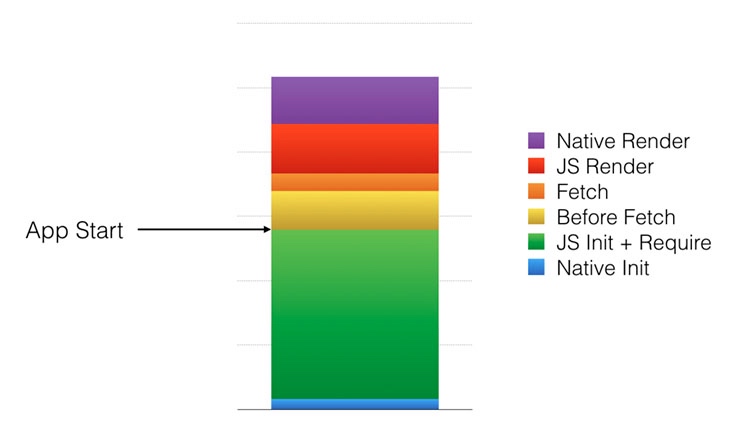 App Start
Native Render
JS Render
Fetch
Before Fetch
JS Init + Require
Native Init